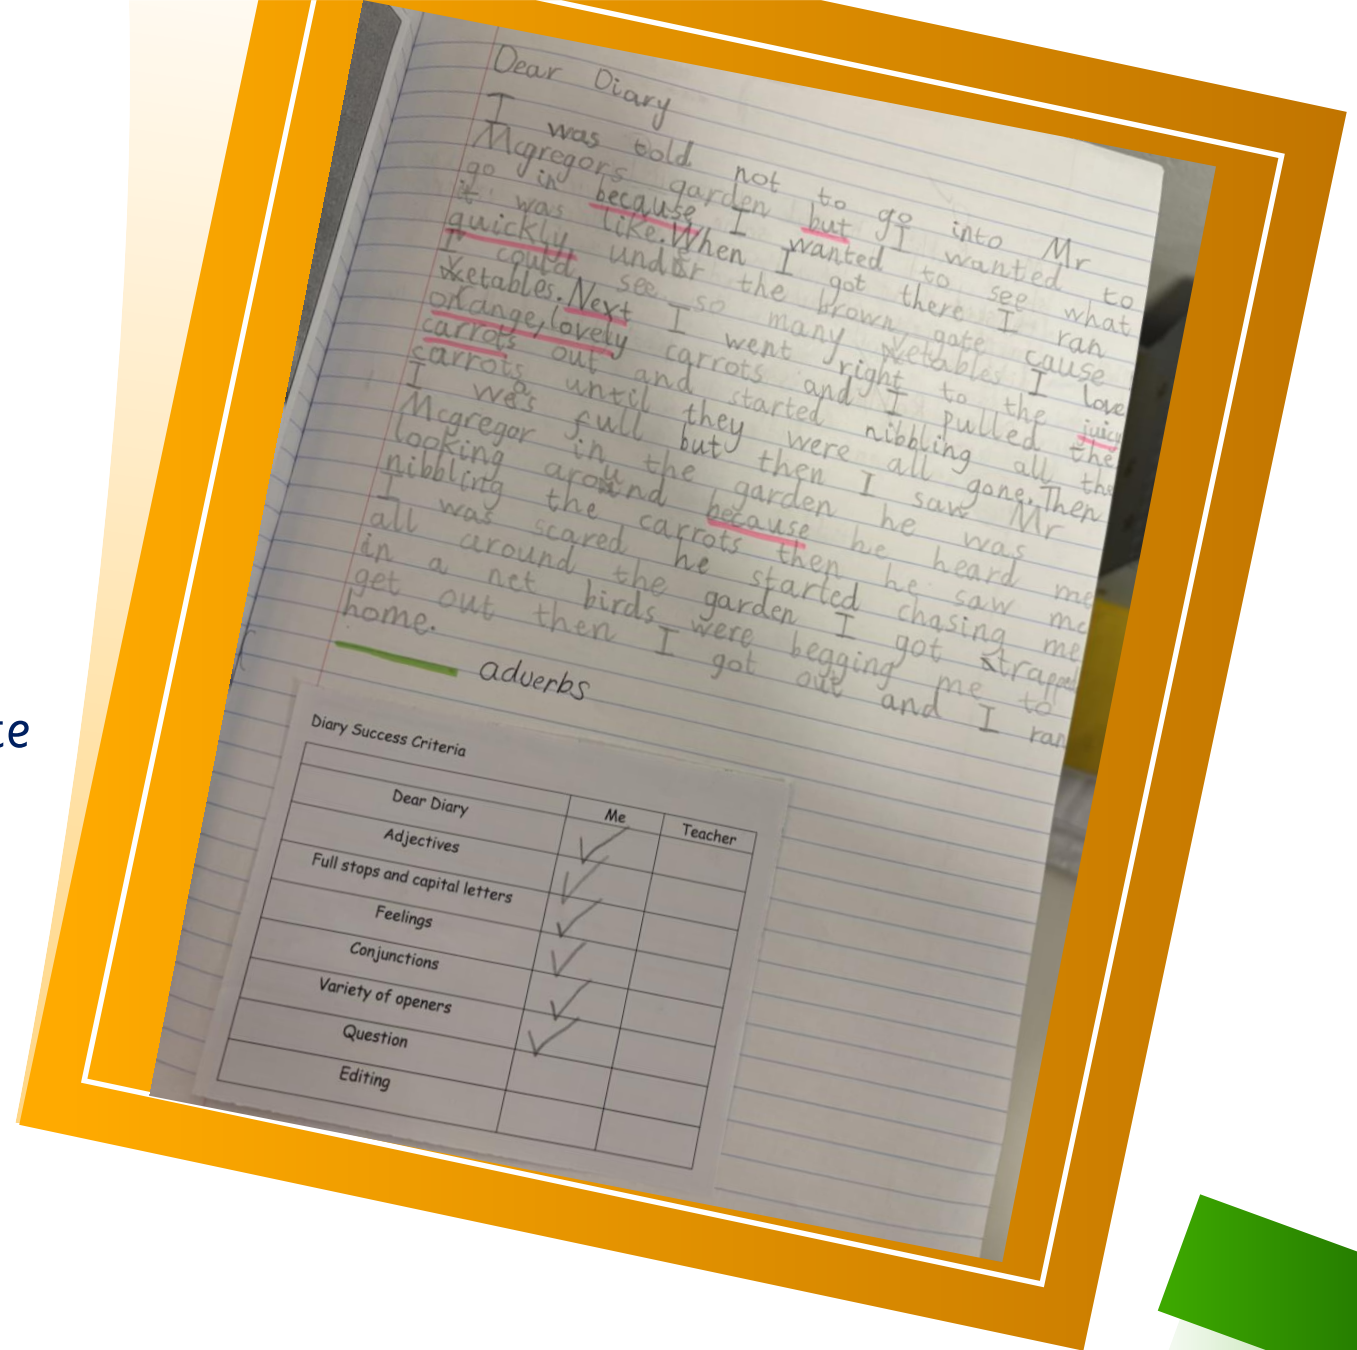 Dear Diary
I was told not to go into Mr
Mcgregors garden but I wanted to
go in because I wanted to see what
it was like. When I got there I ran
quickly under the brown gate cause
I could see so many vetables I love
vetables. Next I went right to the juicy
orange, lovely carrots and I pulled the
carrots out and started nibbling all the
carrots until they were all gone. Then
I was full but then I saw Mr
Mcgregor in the garden he was
looking around because he heard me
nibbling the carrots then he saw me
I was scared he started chasing me
all around the garden I got trapped
in a net birds were begging me to
get out then I got out and I ran
home.
adverbs
Diary Success Criteria
Me Teacher
Dear Diary
Adjectives
Full stops and capital letters
Feelings
Conjunctions
Variety of openers
Question
Editing